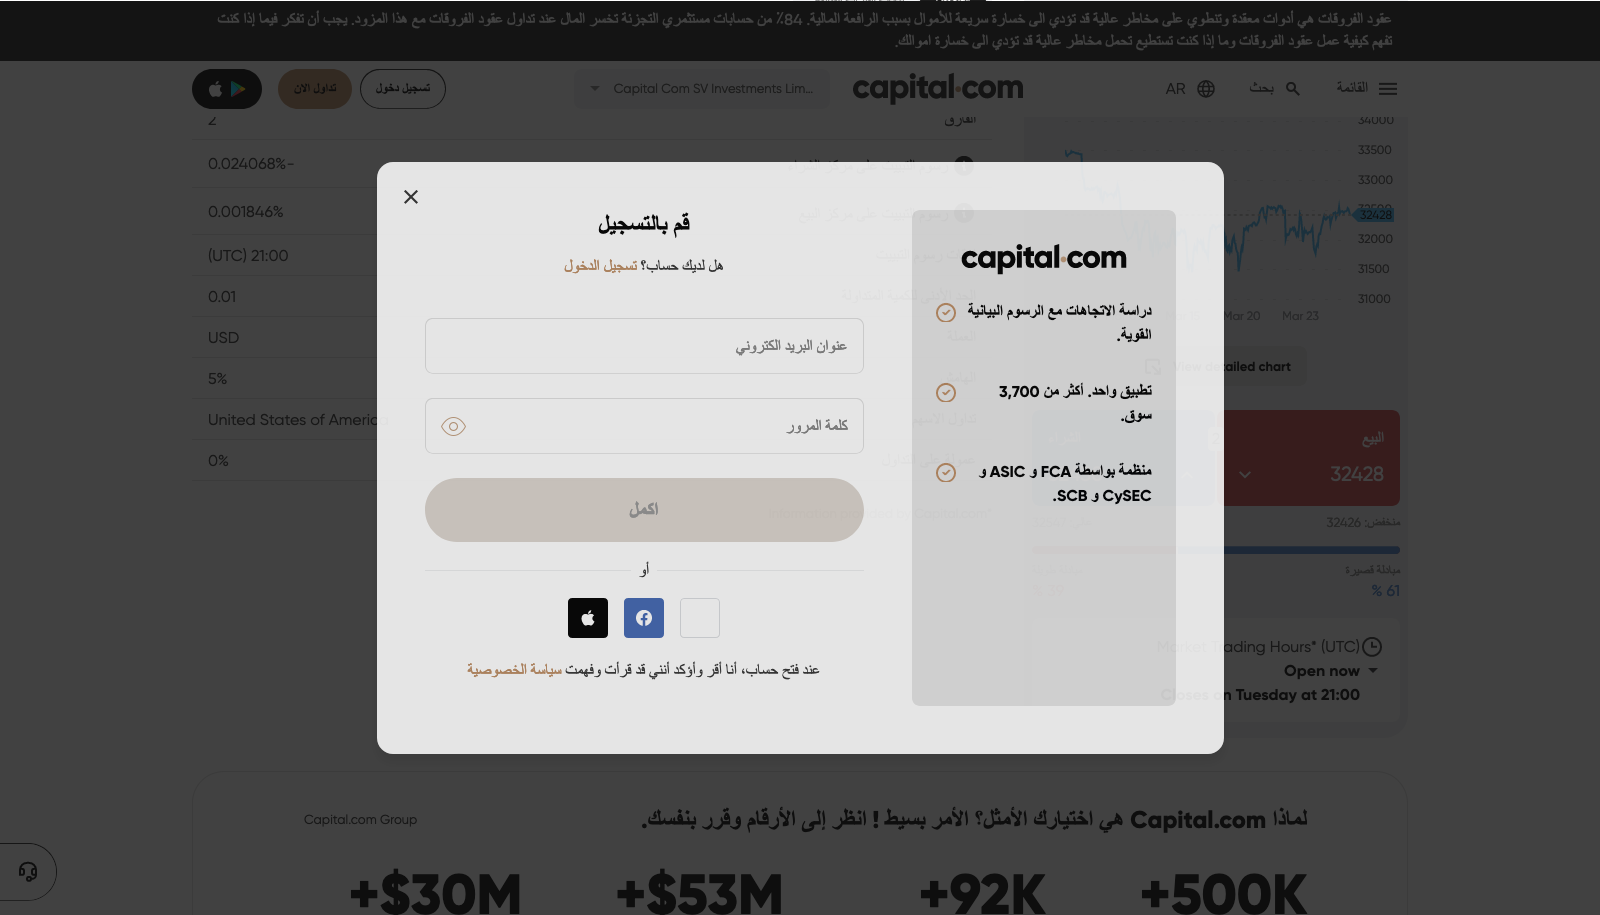 عقود الفروقات هي أدوات معقدة وتنطوي على مخاطر عالية قد تؤدي الى خسارة سريعة للأموال بسبب الرافعة المالية. 84٪ من حسابات مستثمري التجزئة تخسر المال عند تداول عقود الفروقات مع هذا المزود. يجب أن تفكر فيما إذا كنت
تفهم كيفية عمل عقود الفروقات وما إذا كنت تستطيع تحمل مخاطر عالية قد تؤدي الى خسارة اموالك.
القائمة
بحث
AR
capital.com
Capital Com SV Investments Lim...
تسجيل دخول
تداول الآن
الفارق
2
-0.024068%
0.001846%
21:00 (UTC)
0.01
USD
5%
United States of Americ
0%
34000
33500
33000
32500
32428
32000
31500
31000
Mar 20
Mar 23
View detailed chart
البيع
32428
منخفض: 32426
مبادلة قصيرة
61 %
Market Trading Hours* (UTC)
Open now
Closes on Tuesday at 21:00
قم بالتسجيل
هل لديك حساب؟ تسجيل الدخول
عنوان البريد الكتروني
كلمة المرور
اكمل
أو
عند فتح حساب، أنا أقر وأؤكد أنني قد قرأت وفهمت سياسة الخصوصية
capital.com
دراسة الاتجاهات مع الرسوم البيانية
القوية.
تطبيق واحد. أكثر من 3,700
سوق.
منظمة بواسطة FCA و ASIC و
CySEC و SCB.
لماذا Capital.com هي اختيارك الأمثل؟ الأمر بسيط ! انظر إلى الأرقام وقرر بنفسك.
Capital.com Group
+500K
+92K
+$53M
+$30M